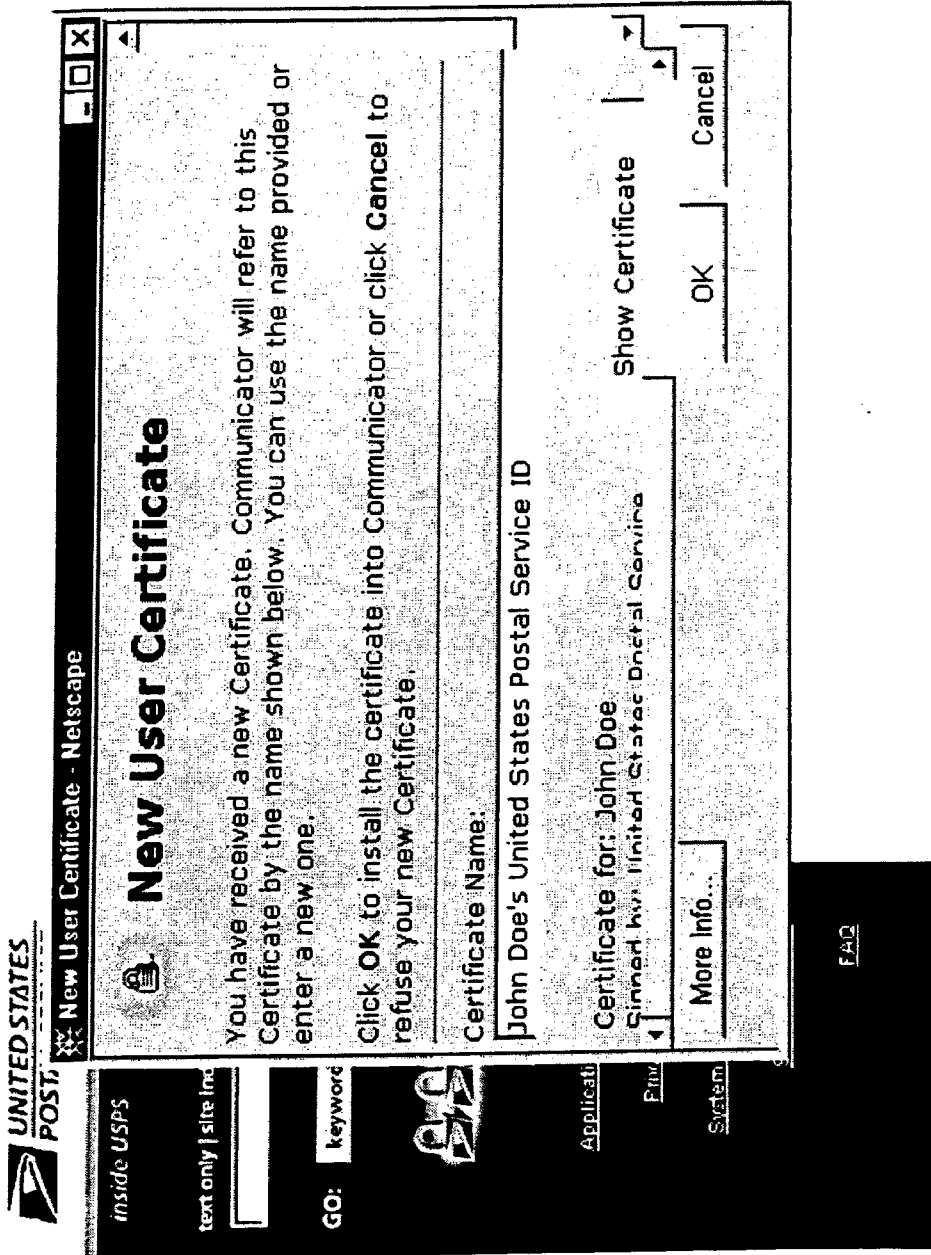 UNITED STATES
inside USPS
text only | site
GO:
keyword
FAQ
New User Certificate - Netscape
New User Certificate
You have received a new Certificate. Communicator will refer to this
Certificate by the name shown below. You can use the name provided or
enter a new one.
Click OK to install the certificate into Communicator or click Cancel to
refuse your new Certificate.
Certificate Name:
John Doe's United States Postal Service ID
Certificate for: John Doe
Show Certificate
More Info...
OK
Cancel
System